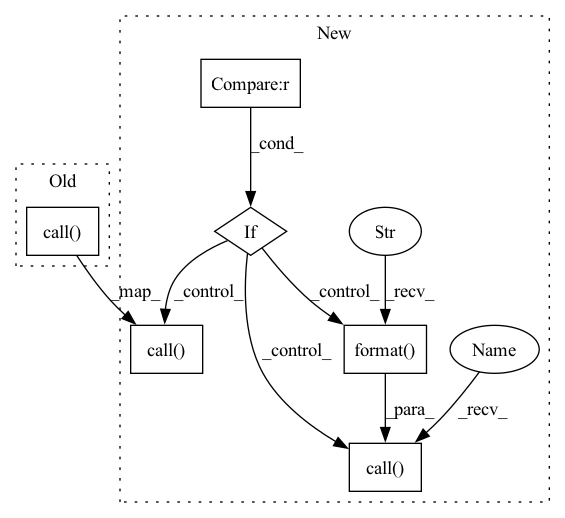 New
Compare:r
_cond_
Old
call()
If
Str
_map_
_control_
_control_
_recv_
call()
format()
Name
_control_
_para_
_recv_
call()